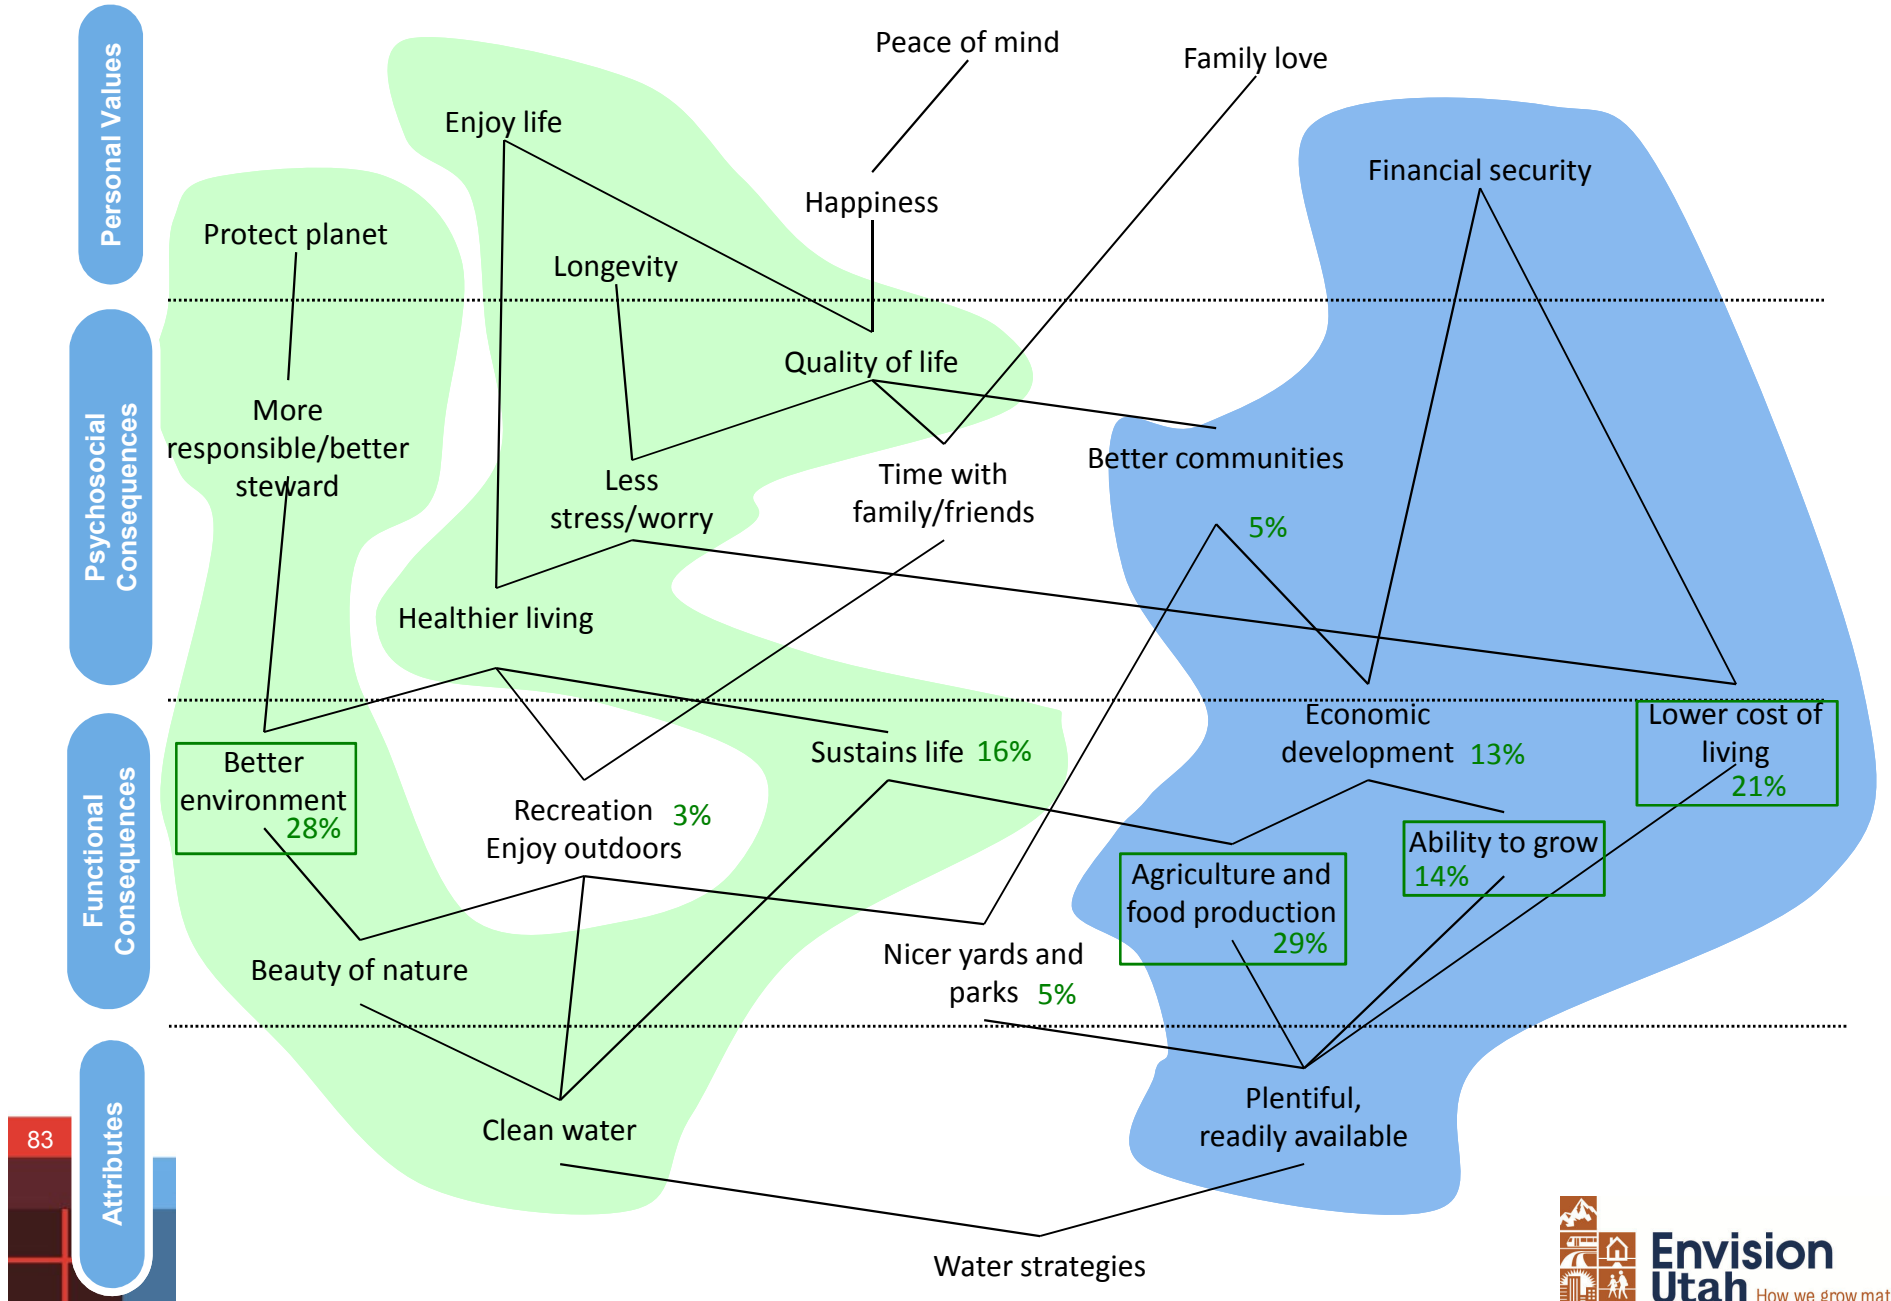 Personal Values
Peace of mind
Family love
Enjoy life
Financial security
Happiness
Protect planet
Longevity
Psychosocial
Consequences
Quality of life
More
responsible/better
steward
Less
stress/worry
Time with
family/friends
Better communities
5%
Healthier living
Functional
Consequences
Better
environment
28%
Recreation 3%
Enjoy outdoors
Sustains life 16%
Economic
development 13%
Lower cost of
living
21%
Ability to grow
14%
Agriculture and
food production
29%
Beauty of nature
Nicer yards and
parks 5%
Attributes
Clean water
Plentiful,
readily available
Water strategies
83
Envision
Utah How we grow mat